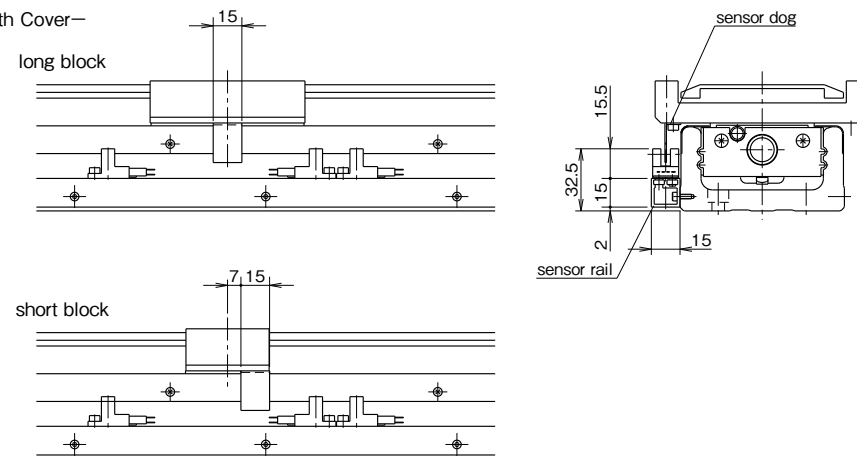 th Cover−
15
long block
sensor dog
15.5
32.5
15
2
15
sensor rail
7
15
short block